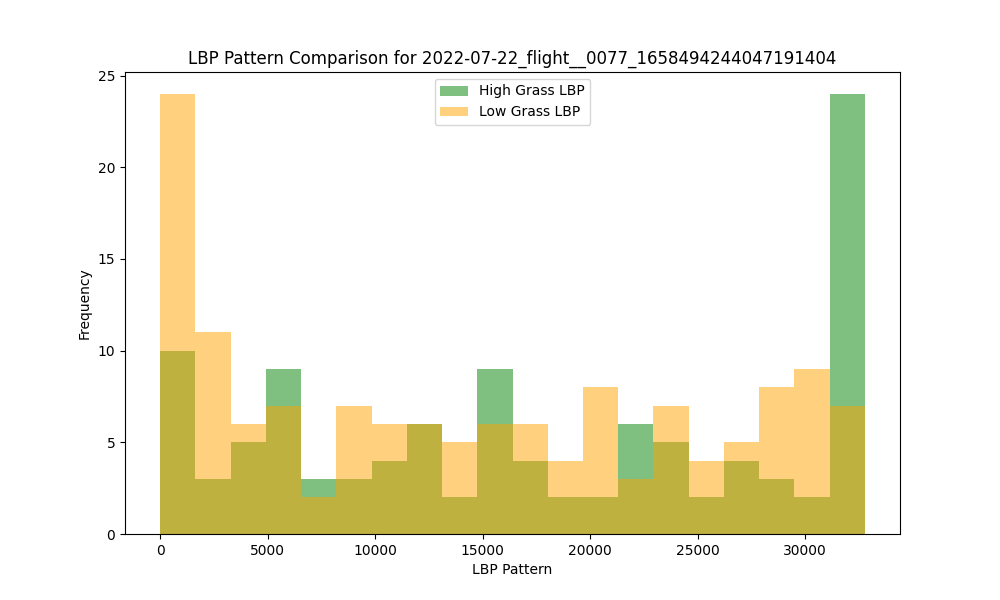 LBP Pattern Comparison for 2022-07-22_flight__0077_1658494244047191404
High Grass LBP
Low Grass LBP
Frequency
25
20
15
10
5
0
0 5000 10000 15000 20000 25000 30000
LBP Pattern